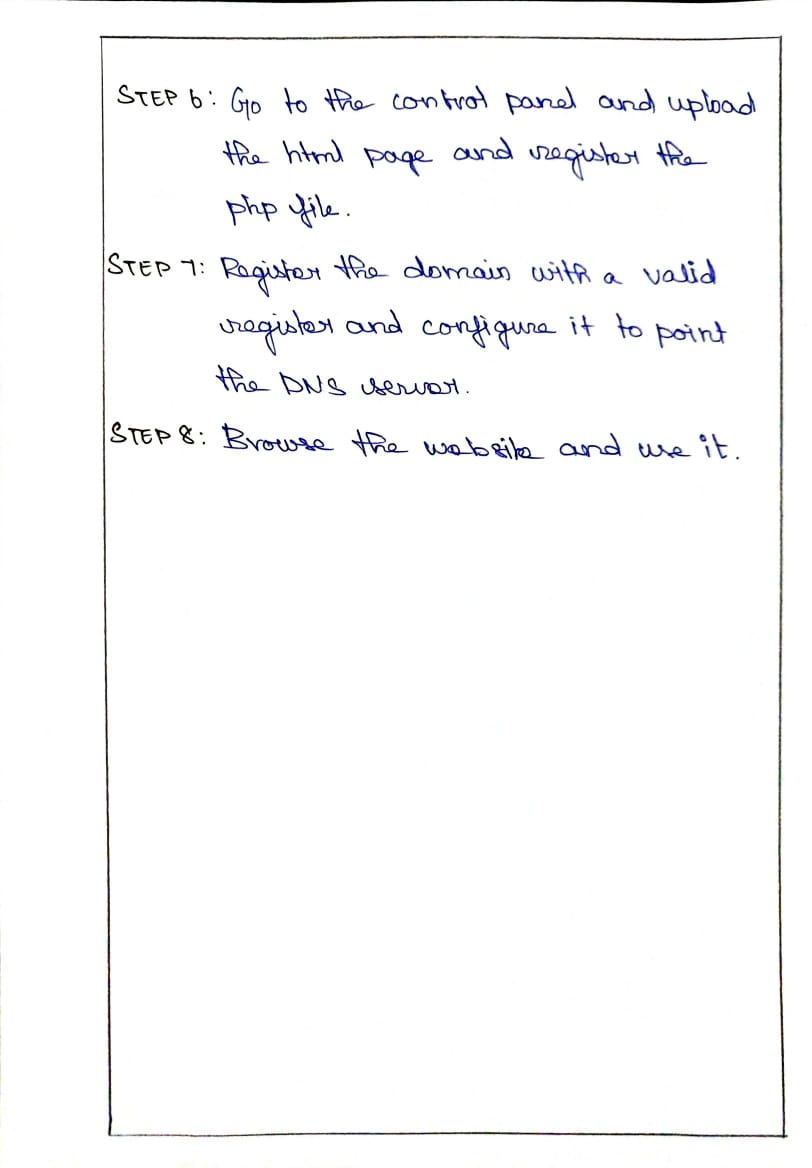 STEP 6: Go to the control panel and upload
the html page and register the
php file.
STEP 7: Register the domain with a valid
register and configure it to point
the DNS server.
STEP 8: Browse the website and use it.